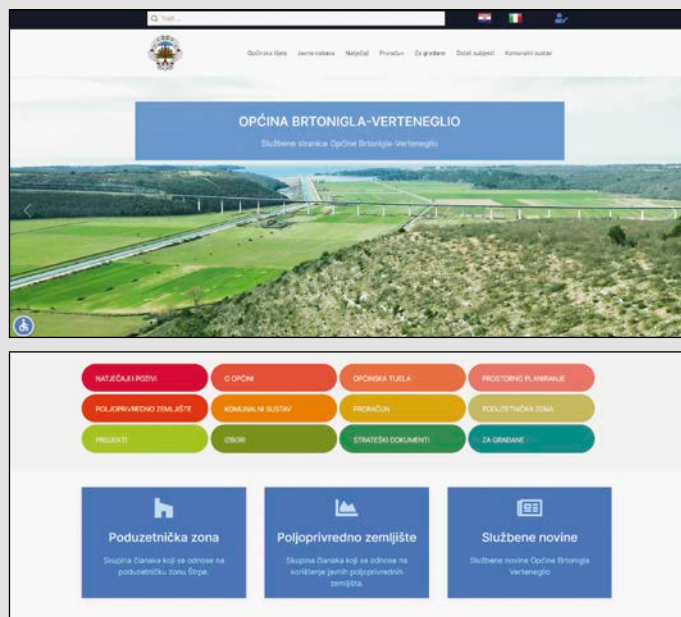 Traži ...
Općinska tijela Javna nabava Natječaji Proračun Za građane Ostali subjekti Komunalni sustav
OPĆINA BRTONIGLA-VERTENEGLIO
Službene stranice Općine Brtonigla-Verteneglio
NATJEČAJI I POZIVI O OPĆINI OPĆINSKA TIJELA PROSTORNO PLANIRANJE
POLJOPRIVREDNO ZEMLJIŠTE KOMUNALNI SUSTAV PRORAČUN PODUZETNIČKA ZONA
PROJEKTI IZBORI STRATEŠKI DOKUMENTI ZA GRAĐANE
Poduzetnička zona
Skupina članaka koji se odnose na
poduzetničku zonu Štrpe.
Poljoprivredno zemljište
Skupina članaka koji se odnose na
korištenje javnih poljoprivrednih
zemljišta.
Službene novine
Službene novine Općine Brtonigla
Verteneglio